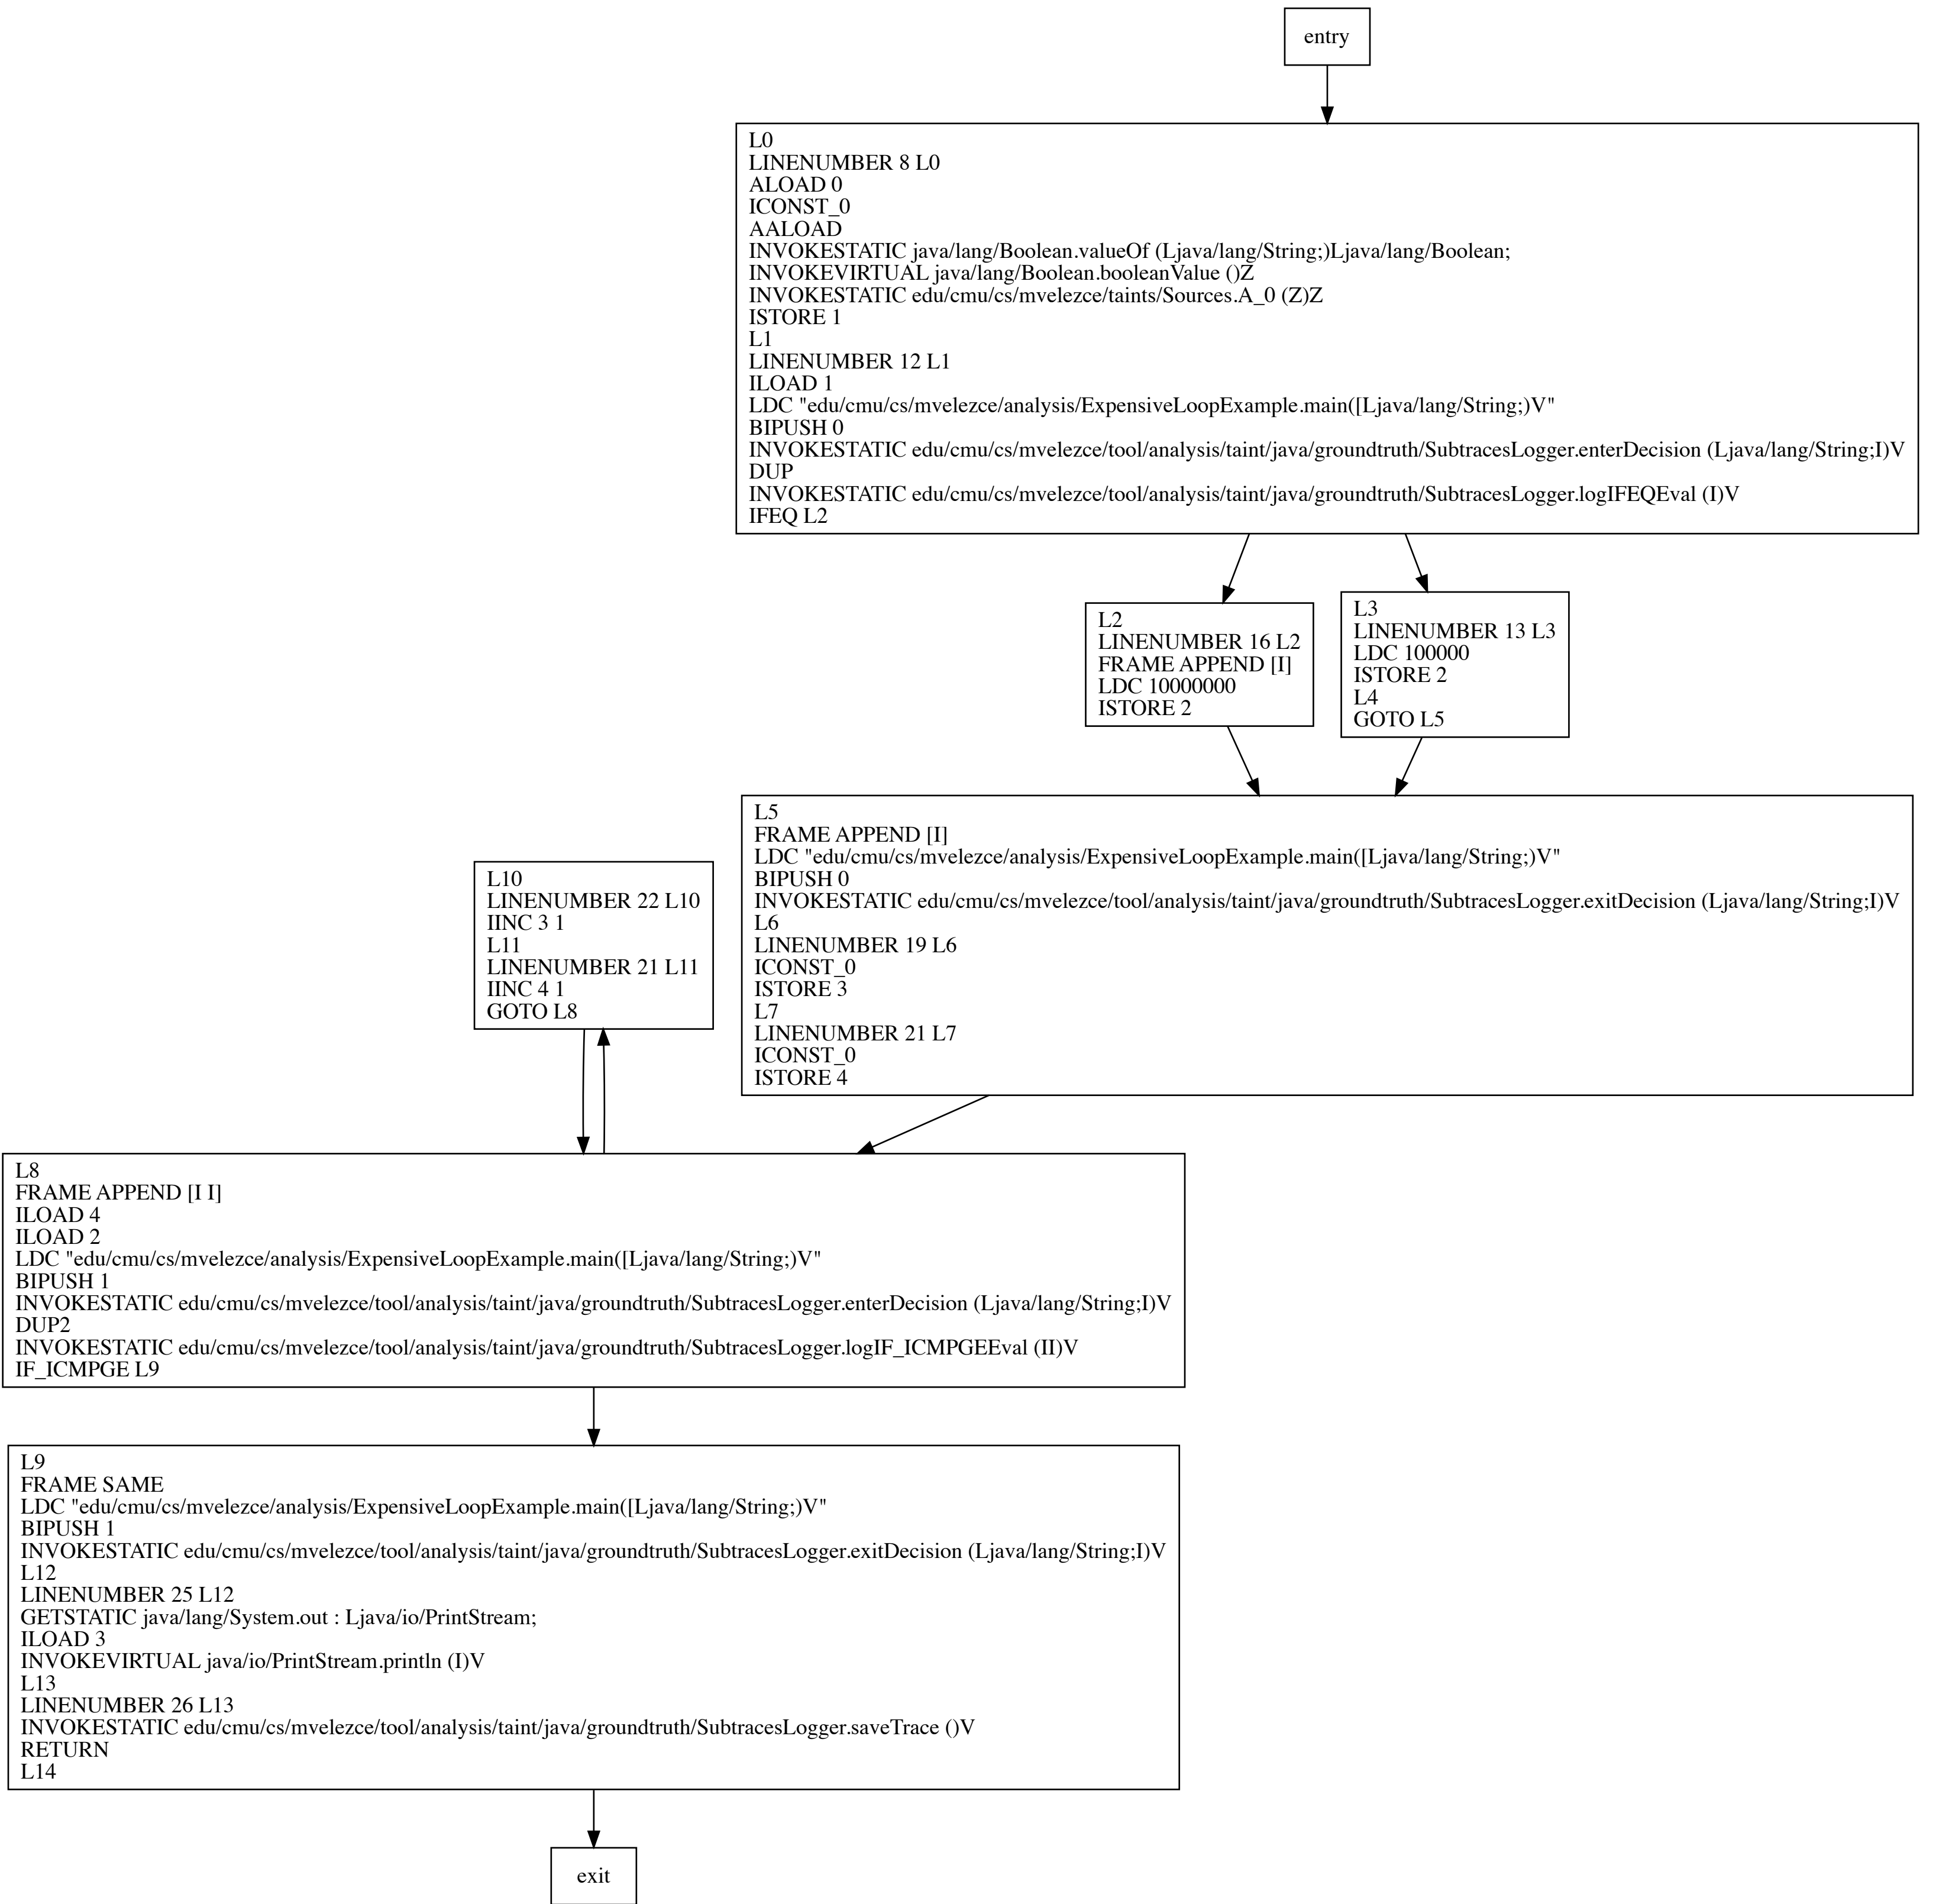 entry
L0
LINENUMBER 8 L0
ALOAD 0
ICONST_0
AALOAD
INVOKESTATIC java/lang/Boolean.valueOf (Ljava/lang/String;)Ljava/lang/Boolean;
INVOKEVIRTUAL java/lang/Boolean.booleanValue ()Z
INVOKESTATIC edu/cmu/cs/mvelezce/taints/Sources.A_0 (Z)Z
ISTORE 1
L1
LINENUMBER 12 L1
ILOAD 1
LDC "edu/cmu/cs/mvelezce/analysis/ExpensiveLoopExample.main([Ljava/lang/String;)V"
BIPUSH 0
INVOKESTATIC edu/cmu/cs/mvelezce/tool/analysis/taint/java/groundtruth/SubtracesLogger.enterDecision (Ljava/lang/String;I)V
DUP
INVOKESTATIC edu/cmu/cs/mvelezce/tool/analysis/taint/java/groundtruth/SubtracesLogger.logIFEQEval (I)V
IFEQ L2
L2
LINENUMBER 16 L2
FRAME APPEND [I]
LDC 10000000
ISTORE 2
L3
LINENUMBER 13 L3
LDC 100000
ISTORE 2
L4
GOTO L5
L5
FRAME APPEND [I]
LDC "edu/cmu/cs/mvelezce/analysis/ExpensiveLoopExample.main([Ljava/lang/String;)V"
BIPUSH 0
INVOKESTATIC edu/cmu/cs/mvelezce/tool/analysis/taint/java/groundtruth/SubtracesLogger.exitDecision (Ljava/lang/String;I)V
L6
LINENUMBER 19 L6
ICONST_0
ISTORE 3
L7
LINENUMBER 21 L7
ICONST_0
ISTORE 4
L10
LINENUMBER 22 L10
IINC 3 1
L11
LINENUMBER 21 L11
IINC 4 1
GOTO L8
L8
FRAME APPEND [I I]
ILOAD 4
ILOAD 2
LDC "edu/cmu/cs/mvelezce/analysis/ExpensiveLoopExample.main([Ljava/lang/String;)V"
BIPUSH 1
INVOKESTATIC edu/cmu/cs/mvelezce/tool/analysis/taint/java/groundtruth/SubtracesLogger.enterDecision (Ljava/lang/String;I)V
DUP2
INVOKESTATIC edu/cmu/cs/mvelezce/tool/analysis/taint/java/groundtruth/SubtracesLogger.logIF_ICMPGEEval (II)V
IF_ICMPGE L9
L9
FRAME SAME
LDC "edu/cmu/cs/mvelezce/analysis/ExpensiveLoopExample.main([Ljava/lang/String;)V"
BIPUSH 1
INVOKESTATIC edu/cmu/cs/mvelezce/tool/analysis/taint/java/groundtruth/SubtracesLogger.exitDecision (Ljava/lang/String;I)V
L12
LINENUMBER 25 L12
GETSTATIC java/lang/System.out : Ljava/io/PrintStream;
ILOAD 3
INVOKEVIRTUAL java/io/PrintStream.println (I)V
L13
LINENUMBER 26 L13
INVOKESTATIC edu/cmu/cs/mvelezce/tool/analysis/taint/java/groundtruth/SubtracesLogger.saveTrace ()V
RETURN
L14
exit